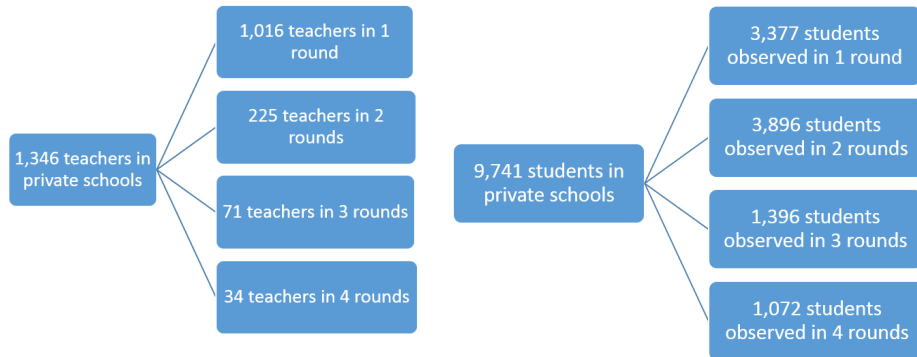 1,346 teachers in
private schools
1,016 teachers in 1
round
225 teachers in 2
rounds
71 teachers in 3 rounds
34 teachers in 4 rounds
9,741 students in
private schools
3,377 students
observed in 1 round
3,896 students
observed in 2 rounds
1,396 students
observed in 3 rounds
1,072 students
observed in 4 rounds